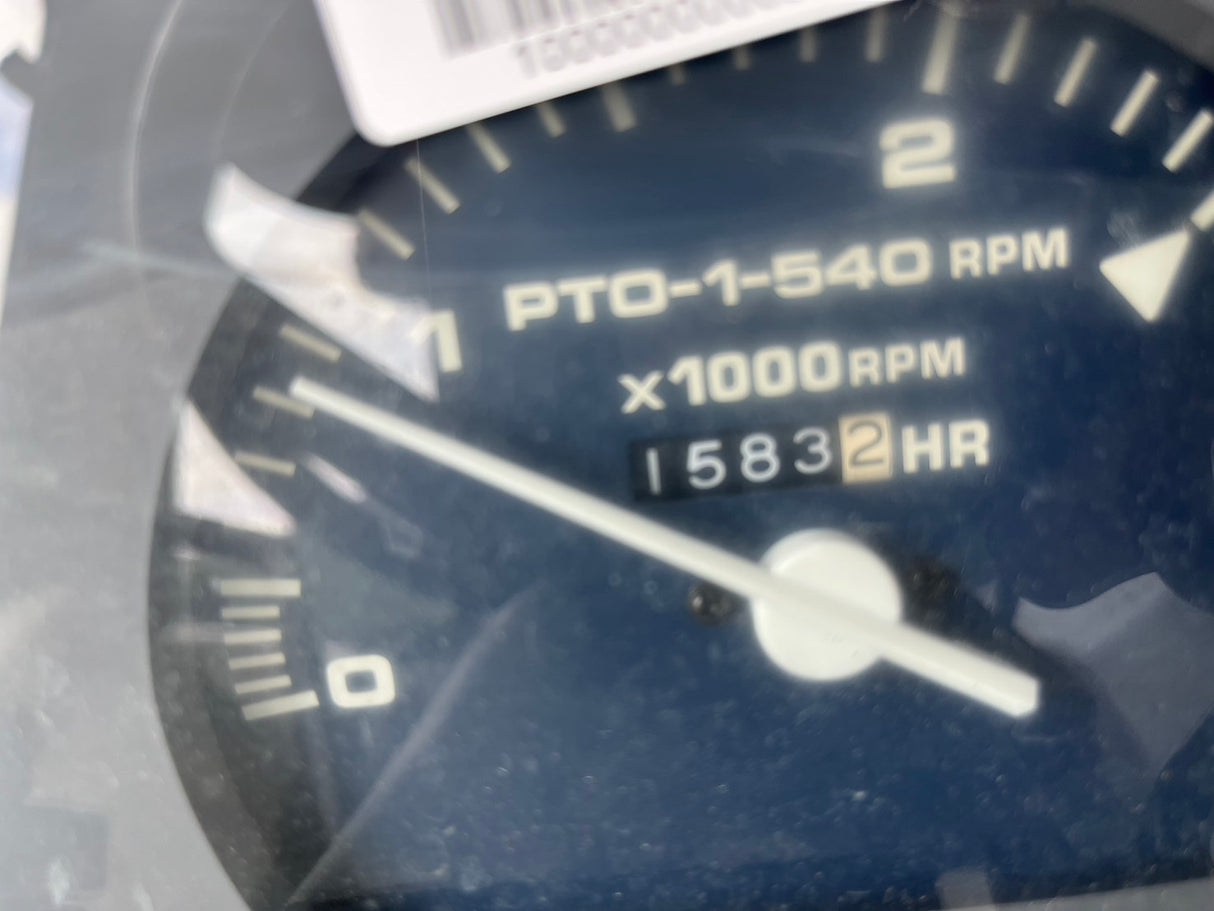 2
PTO-1-540 RPM
1
x1000RPM
15832HR
0